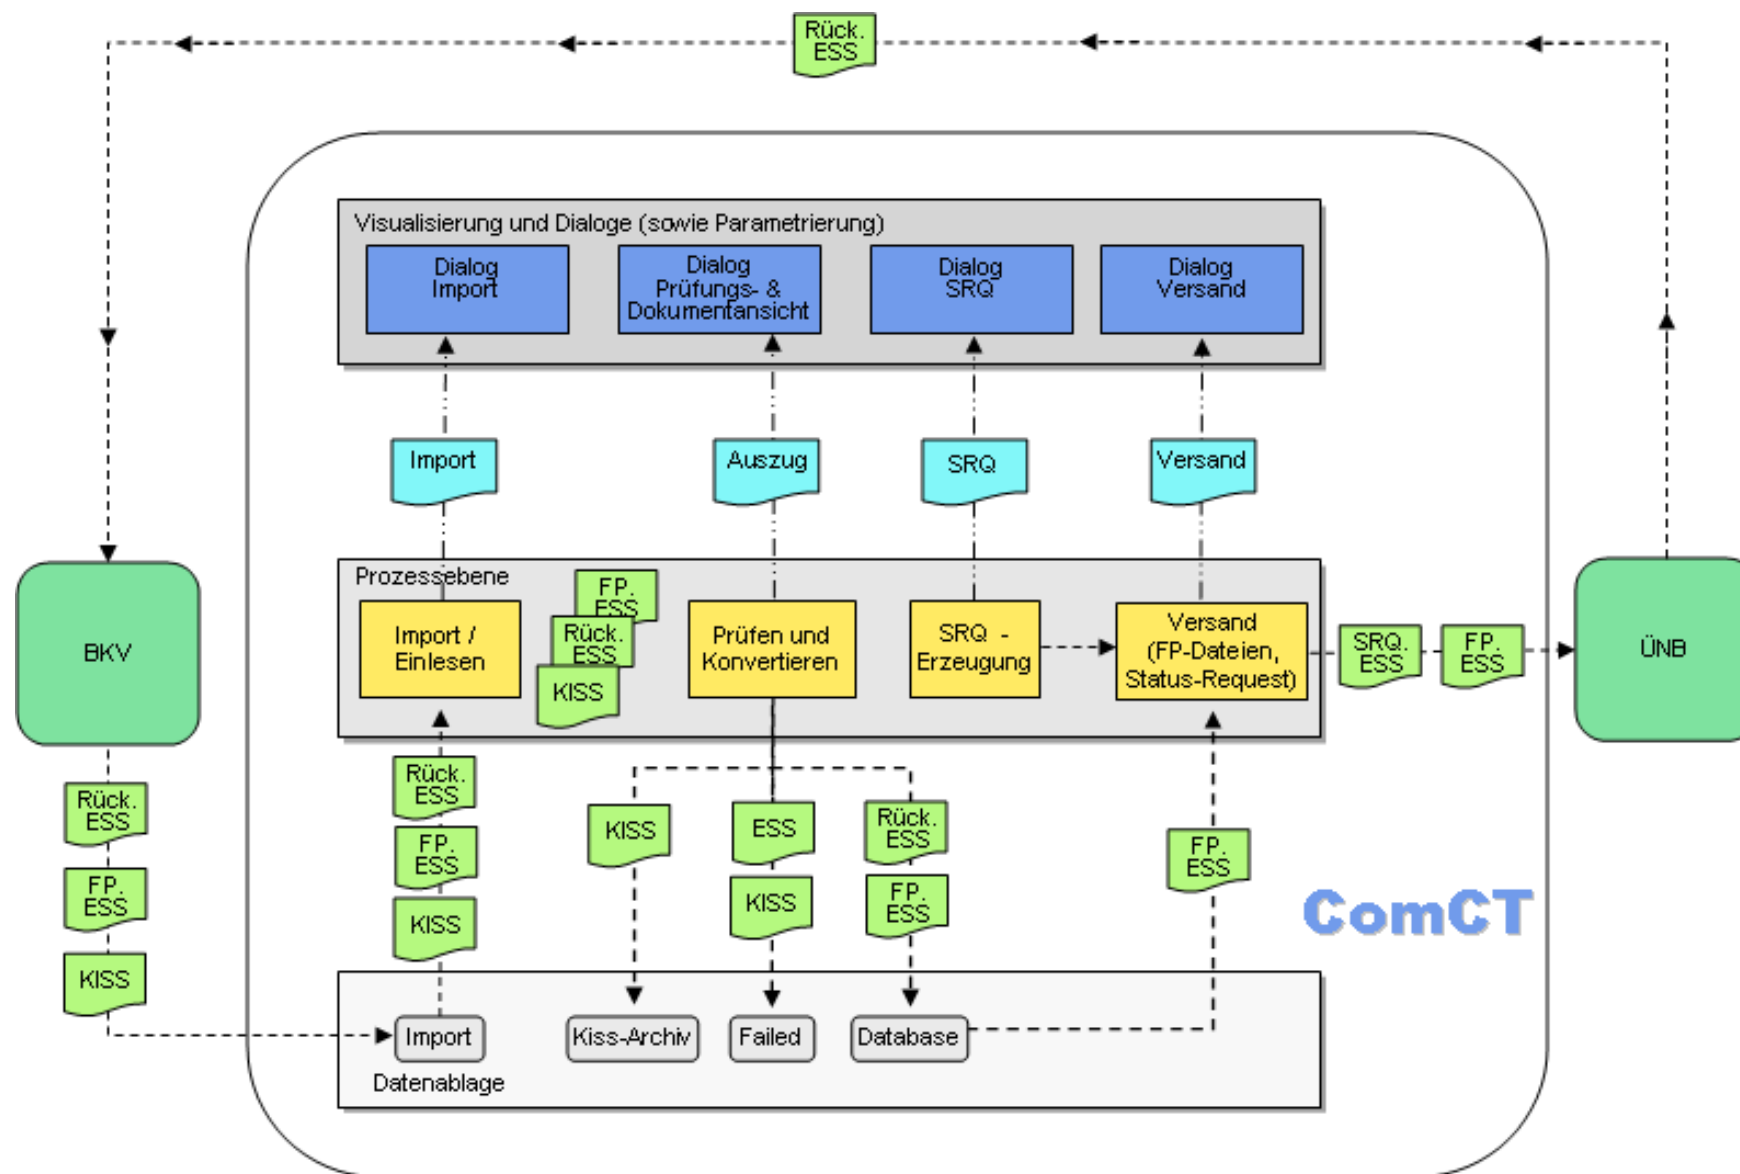 Rück.
ESS
Visualisierung und Dialoge (sowie Parametrierung)
Dialog
Import
Dialog
Prüfungs- &
Dokumentansicht
Dialog
SRQ
Dialog
Versand
Import
Auszug
SRQ
Versand
Prozessebene
BKV
Import /
Einlesen
FP.
ESS
Rück.
ESS
KISS
Prüfen und
Konvertieren
SRQ -
Erzeugung
Versand
(FP-Dateien,
Status-Request)
SRQ.
ESS
FP.
ESS
ÜNB
Rück.
ESS
FP.
ESS
KISS
Rück.
ESS
FP.
ESS
KISS
KISS
ESS
KISS
Rück.
ESS
FP.
ESS
FP.
ESS
ComCT
Import
Kiss-Archiv
Failed
Database
Datenablage